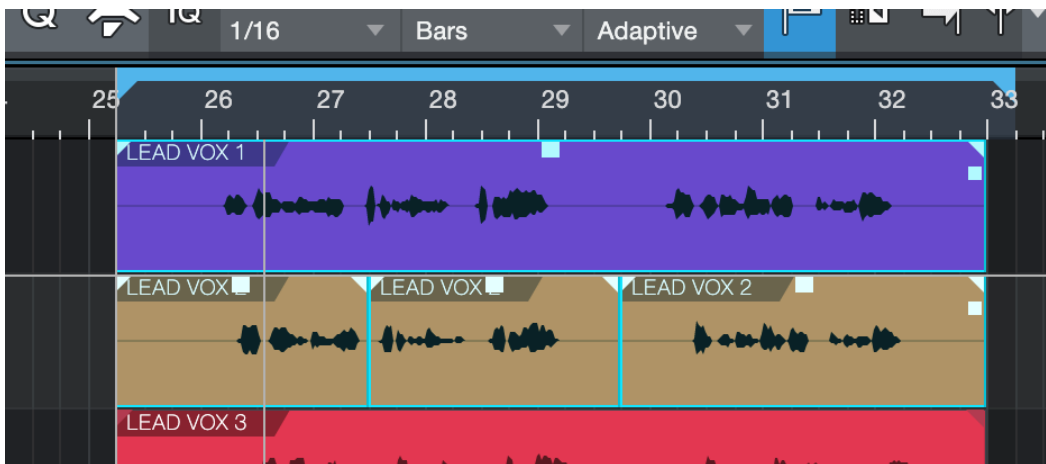 Q IQ 1/16 Bars Adaptive
25 26 27 28 29 30 31 32 33
LEAD VOX 1
LEAD VOX LEAD VOX LEAD VOX 2
LEAD VOX 3